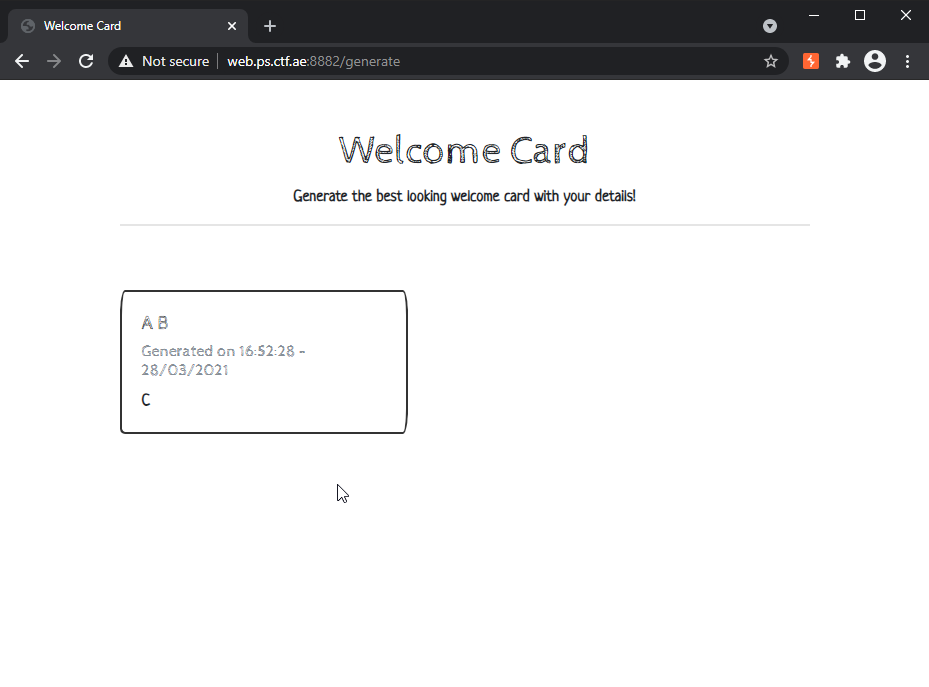 Welcome Card
Not secure
web.ps.ctf.ae:8882/generate
Welcome Card
Generate the best looking welcome card with your details!
A B
Generated on 16:52:28 -
28/03/2021
C